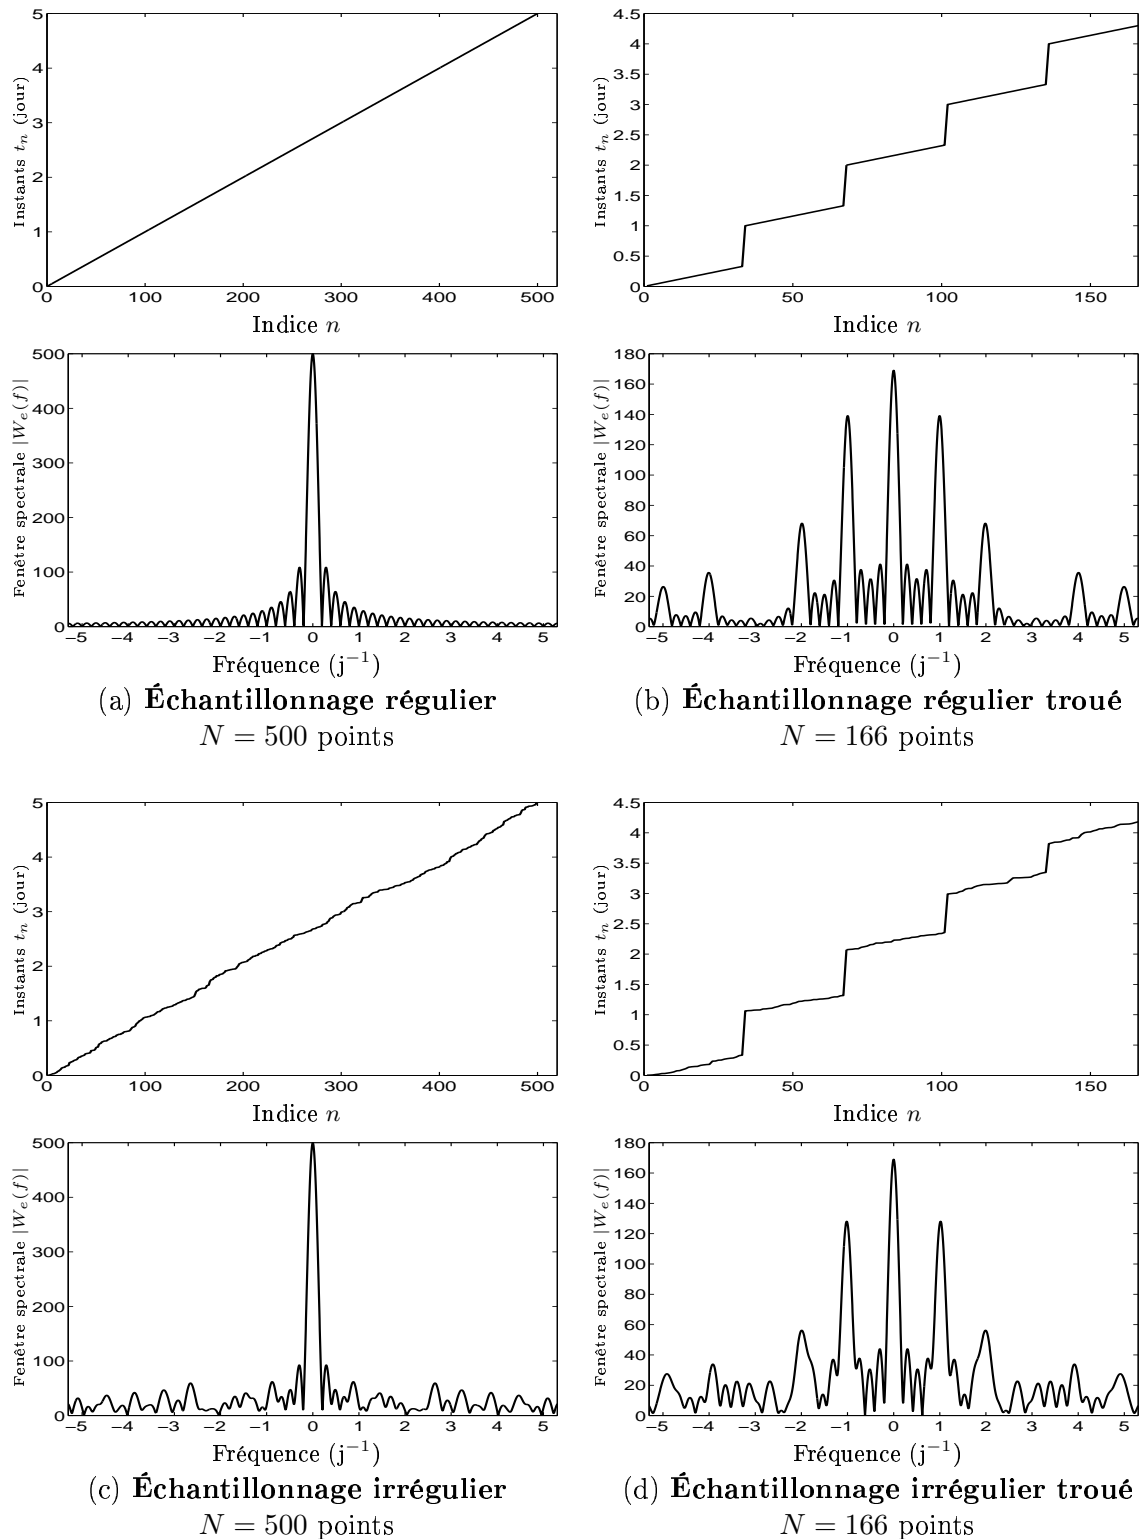 5
4
3
2
1
0
0 100 200 300 400 500
Instants t_n (jour)
Indice n
4.5
4
3.5
3
2.5
2
1.5
1
0.5
0
0 50 100 150
Instants t_n (jour)
Indice n
500
400
300
200
100
0
−5 −4 −3 −2 −1 0 1 2 3 4 5
Fenêtre spectrale |W_e(f)|
Fréquence (j⁻¹)
180
160
140
120
100
80
60
40
20
0
−5 −4 −3 −2 −1 0 1 2 3 4 5
Fenêtre spectrale |W_e(f)|
Fréquence (j⁻¹)
(a) Échantillonnage régulier
N = 500 points
(b) Échantillonnage régulier troué
N = 166 points
5
4
3
2
1
0
0 100 200 300 400 500
Instants t_n (jour)
Indice n
4.5
4
3.5
3
2.5
2
1.5
1
0.5
0
0 50 100 150
Instants t_n (jour)
Indice n
500
400
300
200
100
0
−5 −4 −3 −2 −1 0 1 2 3 4 5
Fenêtre spectrale |W_e(f)|
Fréquence (j⁻¹)
180
160
140
120
100
80
60
40
20
0
−5 −4 −3 −2 −1 0 1 2 3 4 5
Fenêtre spectrale |W_e(f)|
Fréquence (j⁻¹)
(c) Échantillonnage irrégulier
N = 500 points
(d) Échantillonnage irrégulier troué
N = 166 points